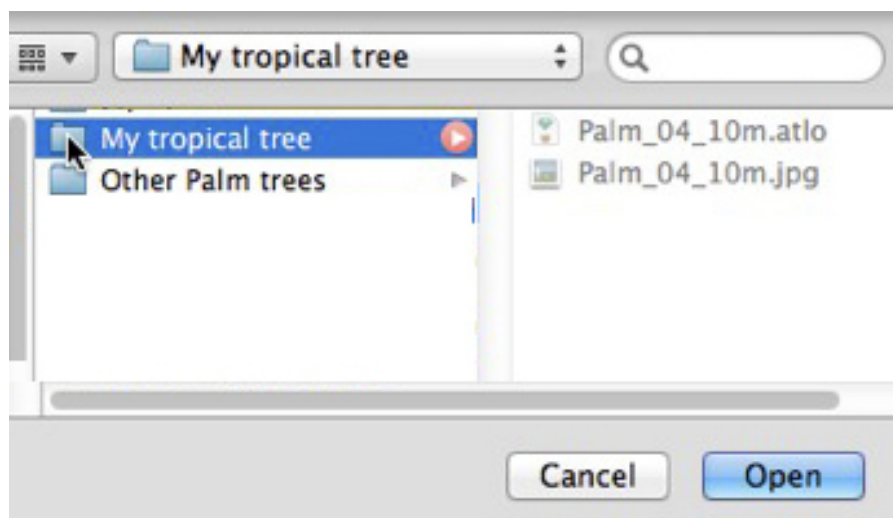 My tropical tree
My tropical tree
Other Palm trees
Palm_04_10m.atlo
Palm_04_10m.jpg
Cancel
Open